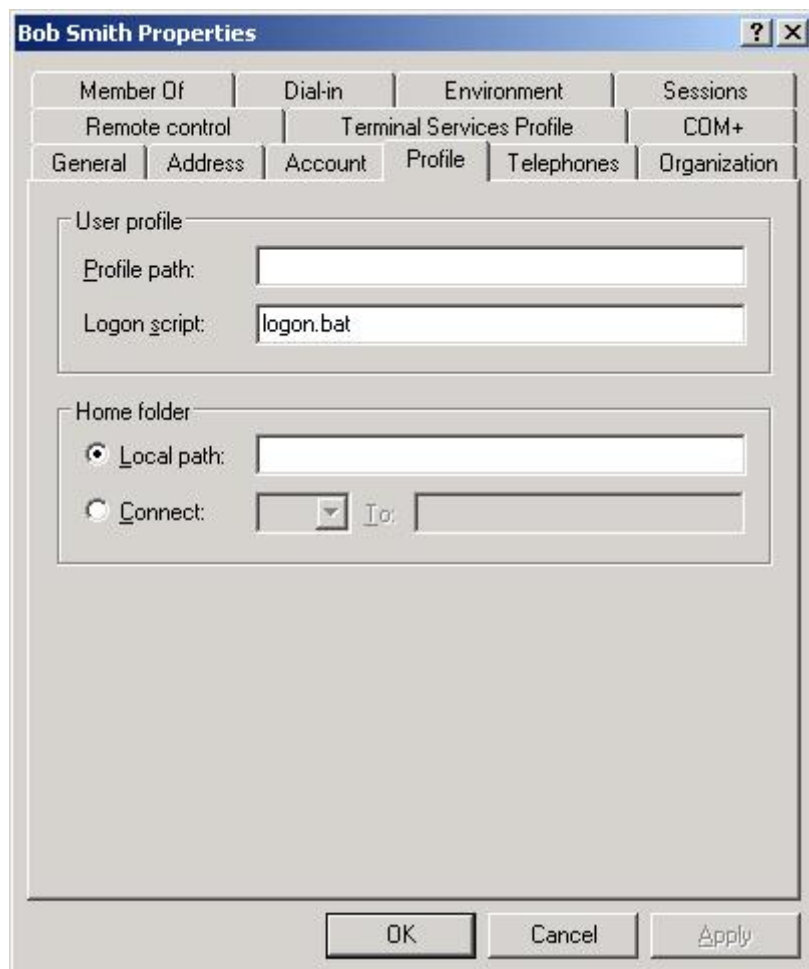 Bob Smith Properties
Member Of Dial-in Environment Sessions
Remote control Terminal Services Profile COM+
General Address Account Profile Telephones Organization
User profile
Profile path:
Logon script: logon.bat
Home folder
Local path:
Connect: To:
OK Cancel Apply